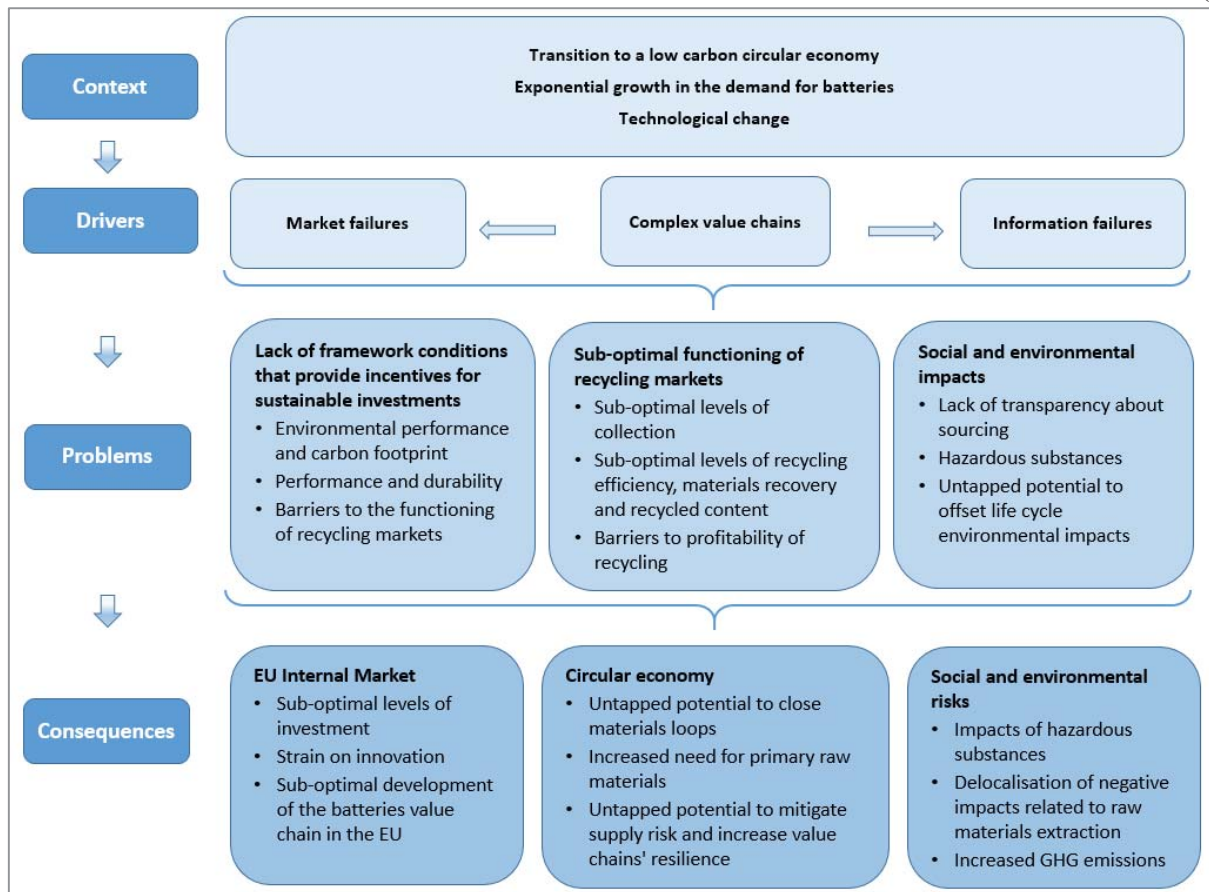 Context
Transition to a low carbon circular economy
Exponential growth in the demand for batteries
Technological change
Drivers
Market failures
Complex value chains
Information failures
Problems
Lack of framework conditions
that provide incentives for
sustainable investments
• Environmental performance
and carbon footprint
• Performance and durability
• Barriers to the functioning
of recycling markets
Sub-optimal functioning of
recycling markets
• Sub-optimal levels of
collection
• Sub-optimal levels of recycling
efficiency, materials recovery
and recycled content
• Barriers to profitability of
recycling
Social and environmental
impacts
• Lack of transparency about
sourcing
• Hazardous substances
• Untapped potential to
offset life cycle
environmental impacts
Consequences
EU Internal Market
• Sub-optimal levels of
investment
• Strain on innovation
• Sub-optimal development
of the batteries value
chain in the EU
Circular economy
• Untapped potential to close
materials loops
• Increased need for primary raw
materials
• Untapped potential to mitigate
supply risk and increase value
chains' resilience
Social and environmental
risks
• Impacts of hazardous
substances
• Delocalisation of negative
impacts related to raw
materials extraction
• Increased GHG emissions